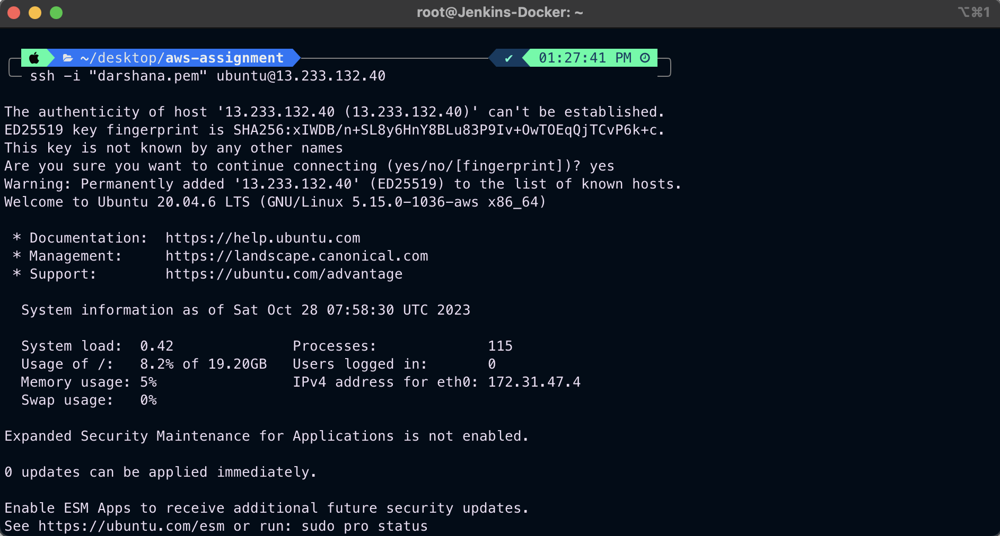 root@Jenkins-Docker: ~
⌥⌘1
~/desktop/aws-assignment ✔ 01:27:41 PM
ssh -i "darshana.pem" ubuntu@13.233.132.40
The authenticity of host '13.233.132.40 (13.233.132.40)' can't be established.
ED25519 key fingerprint is SHA256:xIWDB/n+SL8y6HnY8BLu83P9Iv+OwTOEqQjTCvP6k+c.
This key is not known by any other names
Are you sure you want to continue connecting (yes/no/[fingerprint])? yes
Warning: Permanently added '13.233.132.40' (ED25519) to the list of known hosts.
Welcome to Ubuntu 20.04.6 LTS (GNU/Linux 5.15.0-1036-aws x86_64)
* Documentation:  https://help.ubuntu.com
* Management:     https://landscape.canonical.com
* Support:        https://ubuntu.com/advantage
System information as of Sat Oct 28 07:58:30 UTC 2023
System load:  0.42              Processes:             115
Usage of /:   8.2% of 19.20GB   Users logged in:       0
Memory usage: 5%                IPv4 address for eth0: 172.31.47.4
Swap usage:   0%
Expanded Security Maintenance for Applications is not enabled.
0 updates can be applied immediately.
Enable ESM Apps to receive additional future security updates.
See https://ubuntu.com/esm or run: sudo pro status